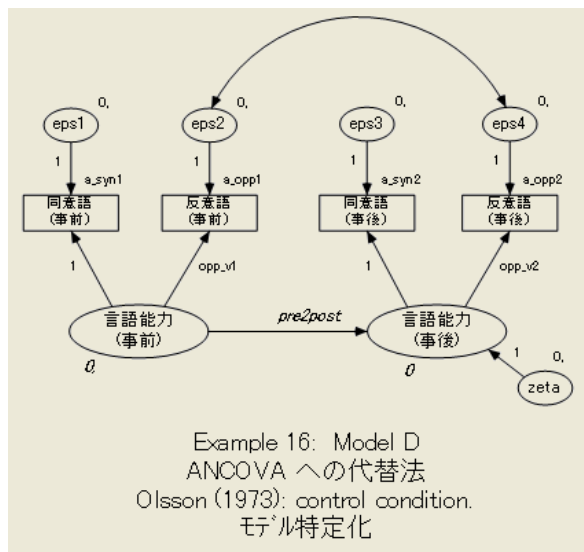 0,
0,
0,
0,
eps1
eps2
eps3
eps4
1
1
1
1
a_syn1
a_opp1
a_syn2
a_opp2
同意語
(事前)
反意語
(事前)
同意語
(事後)
反意語
(事後)
1
opp_v1
1
opp_v2
言語能力
(事前)
pre2post
言語能力
(事後)
0,
0
1
0,
zeta
Example 16: Model D
ANCOVA への代替法
Olsson (1973): control condition.
モデル特定化